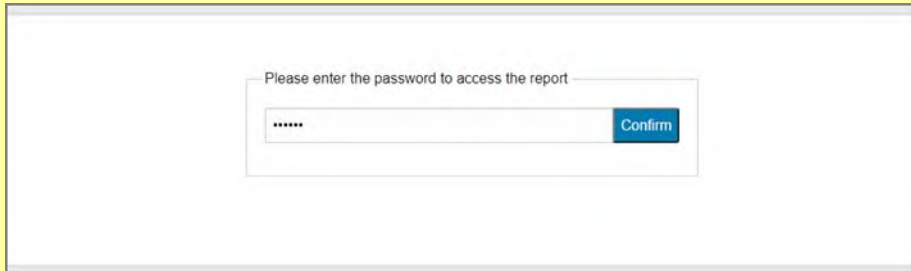 Please enter the password to access the report
••••••
Confirm